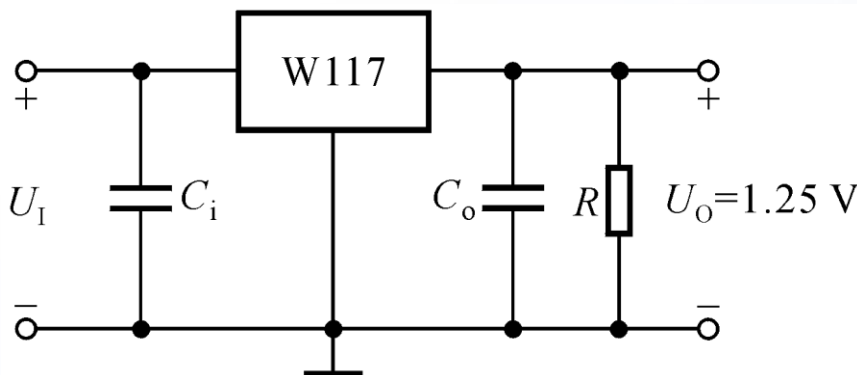 W117
+
+
U_I
C_i
C_o
R
U_O=1.25 V
−
−